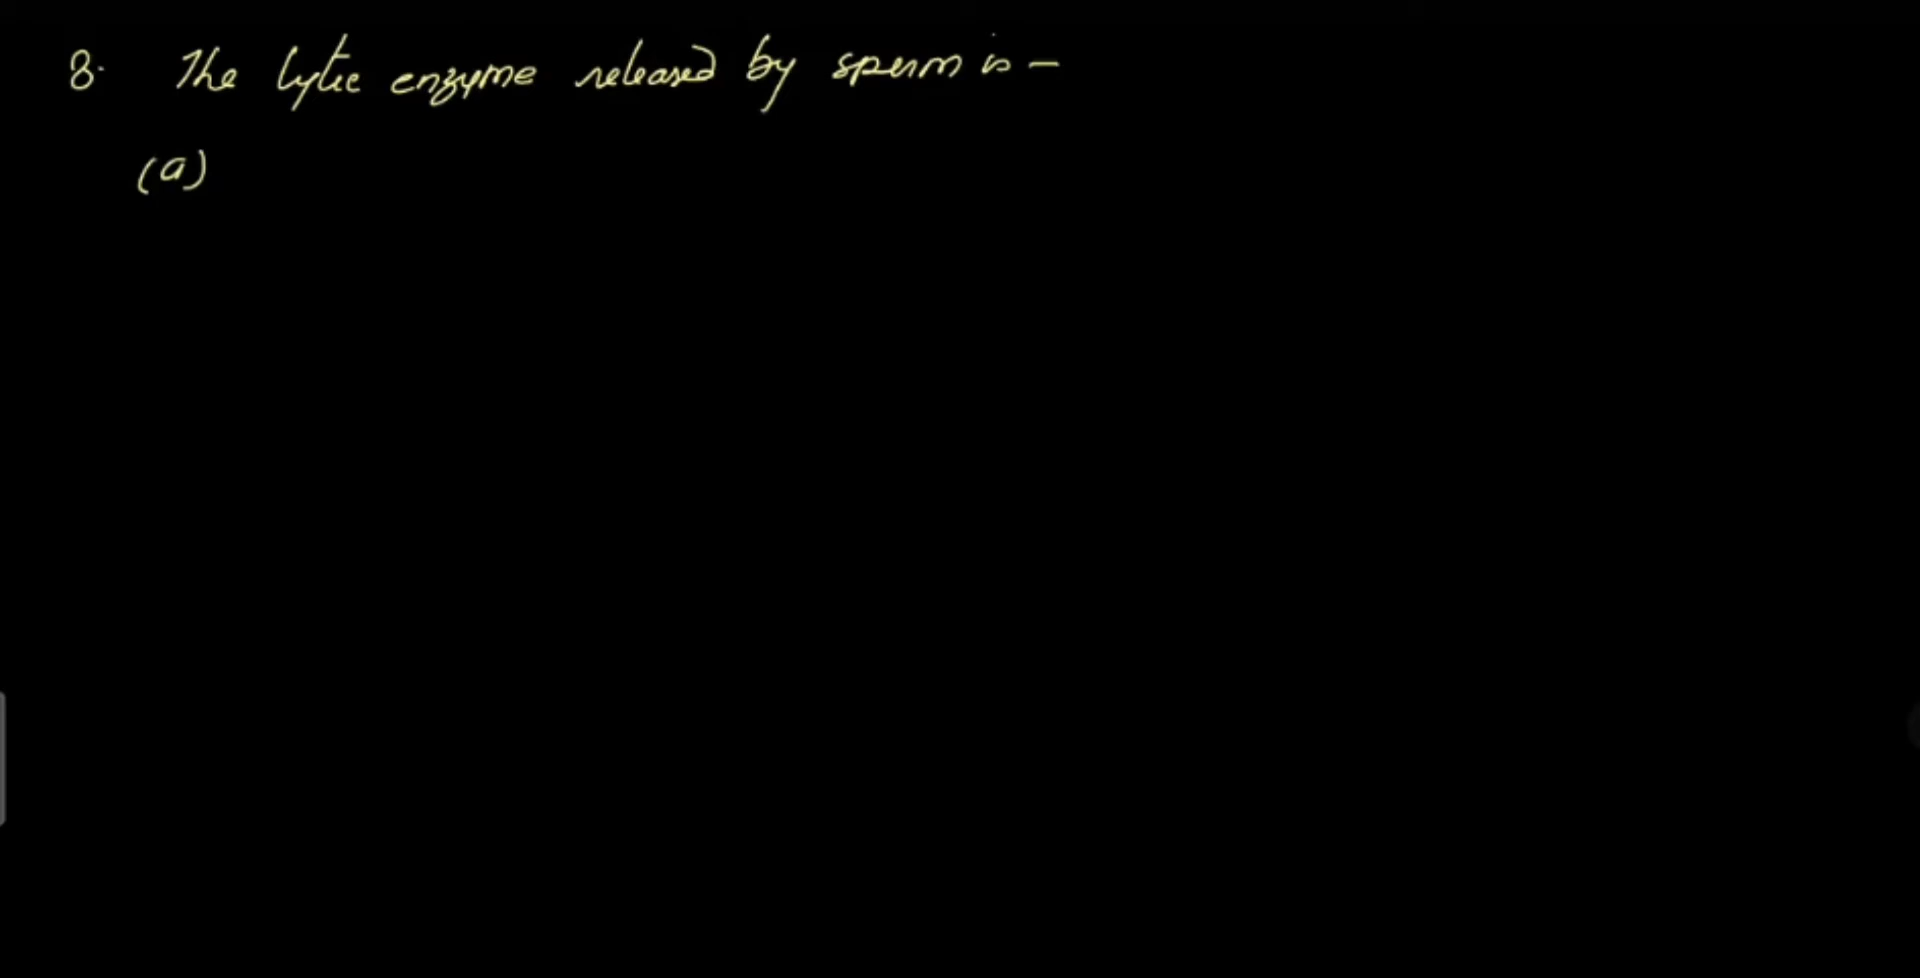 8. The lytic enzyme released by sperm is -
(a)